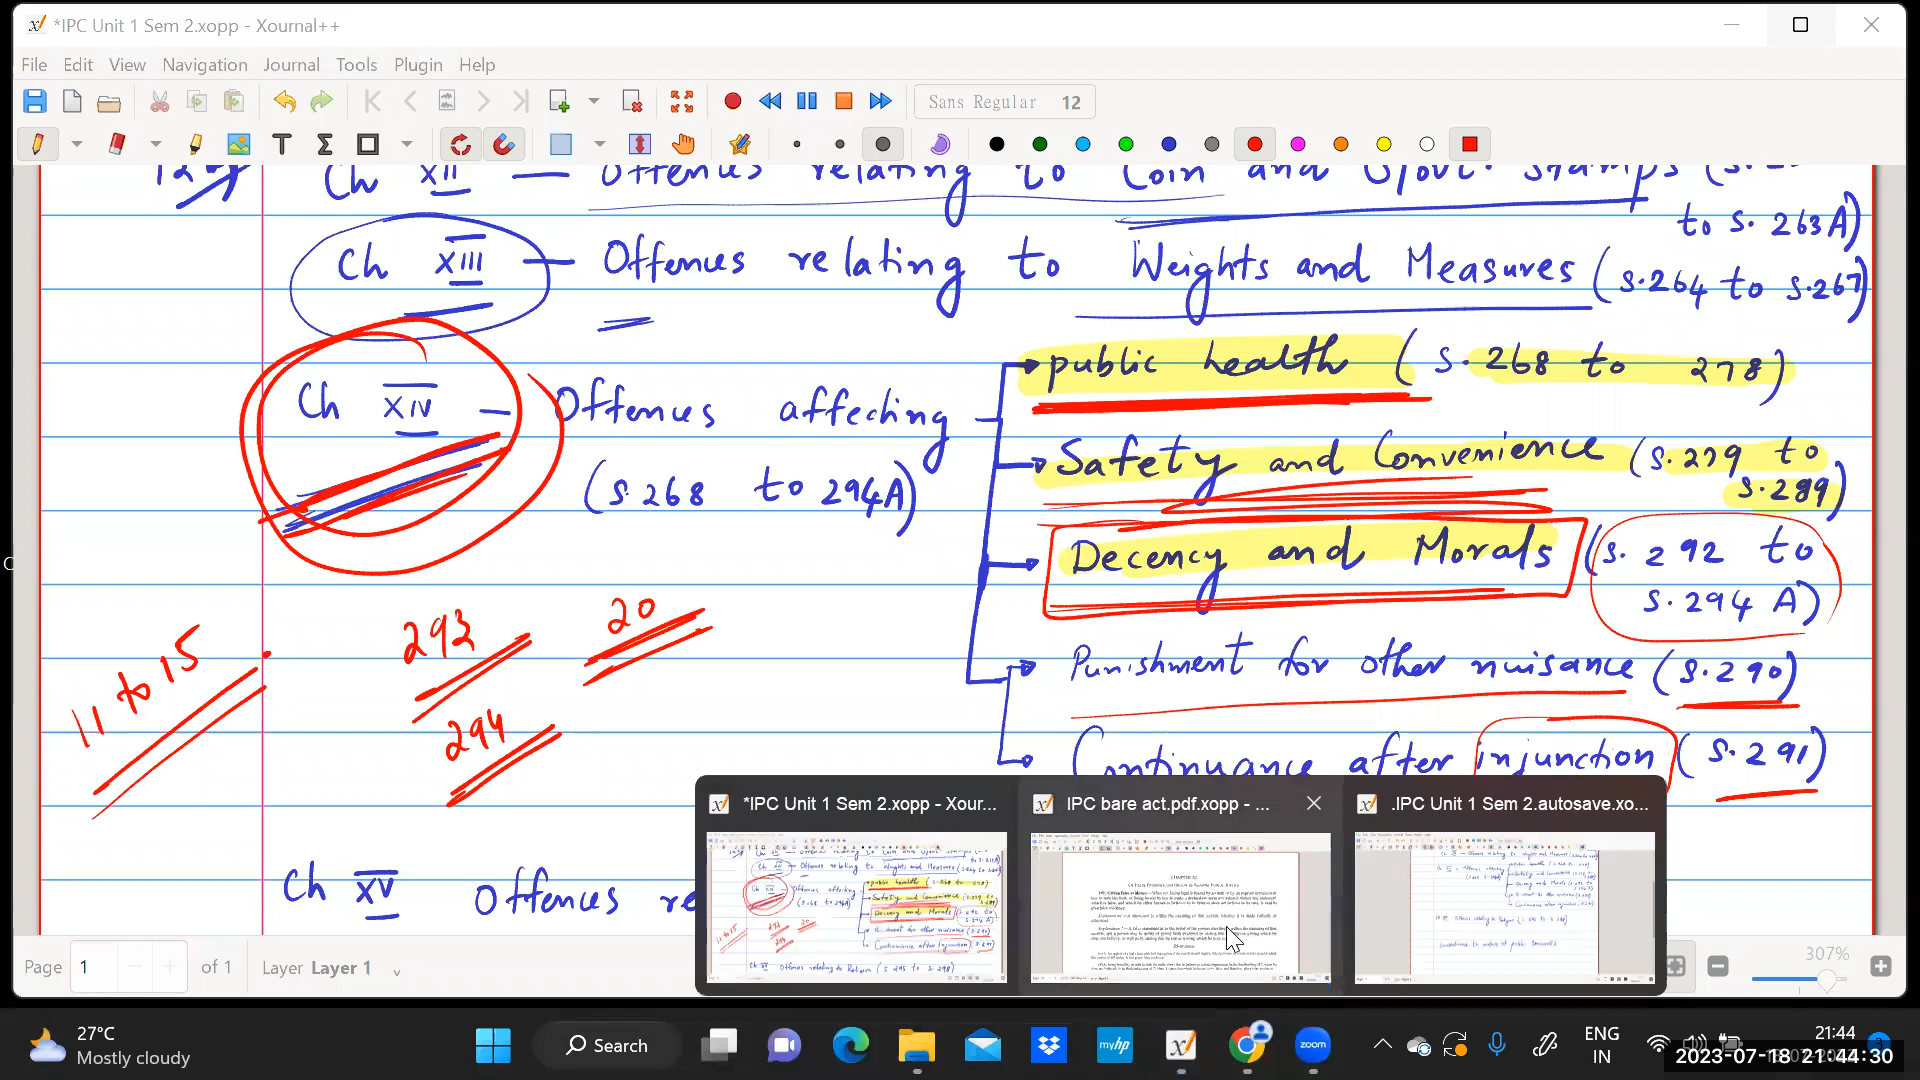 *IPC Unit 1 Sem 2.xopp - Xournal++
File Edit View Navigation Journal Tools Plugin Help
Sans Regular 12
Ch XII — Offences relating to Coin and Govt. Stamps (S.
to S. 263A)
Ch XIII — Offences relating to Weights and Measures (S.264 to S.267)
public health (S.268 to 278)
Ch XIV — Offences affecting
Safety and Convenience (S.279 to
S.289)
(S.268 to 294A)
Decency and Morals (S. 292 to
S.294 A)
293 20
11 to 15
Punishment for other nuisance (S.290)
294
Continuance after injunction (S.291)
*IPC Unit 1 Sem 2.xopp - Xour...
IPC bare act.pdf.xopp - ...
.IPC Unit 1 Sem 2.autosave.xo...
Ch XV Offences re
Page 1 of 1 Layer Layer 1
307%
27°C
Mostly cloudy
Search
myhp
zoom
ENG
IN
21:44
2023-07-18 21:44:30